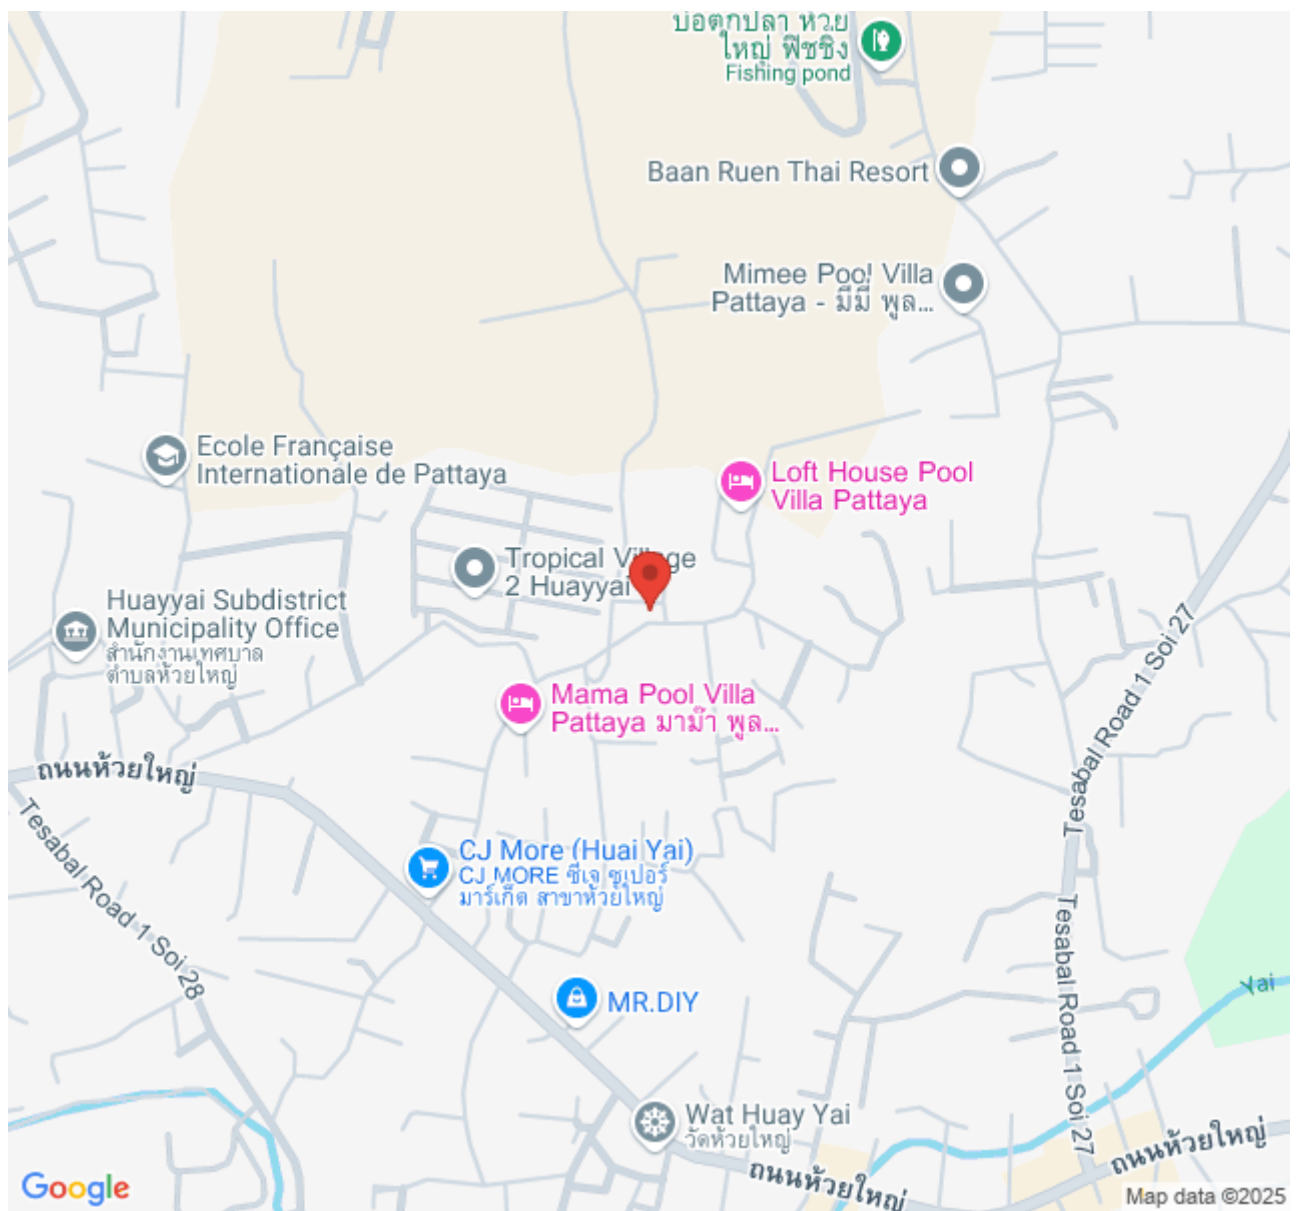 บ่อตกปลา ห้วย
ใหญ่ ฟิชชิง
Fishing pond
Baan Ruen Thai Resort
Mimee Pool Villa
Pattaya - มีมี่ พูล...
Ecole Française
Internationale de Pattaya
Loft House Pool
Villa Pattaya
Tropical Village
2 Huayyai
Huayyai Subdistrict
Municipality Office
สำนักงานเทศบาล
ตำบลห้วยใหญ่
Tesabal Road 1 Soi 27
Mama Pool Villa
Pattaya มาม๊า พูล...
ถนนห้วยใหญ่
Tesabal Road 1 Soi 28
CJ More (Huai Yai)
CJ MORE ซีเจ ซูเปอร์
มาร์เก็ต สาขาห้วยใหญ่
Tesabal Road 1 Soi 27
Yai
MR.DIY
Wat Huay Yai
วัดห้วยใหญ่
ถนนห้วยใหญ่
ถนนห้วยใหญ่
Google
Map data ©2025